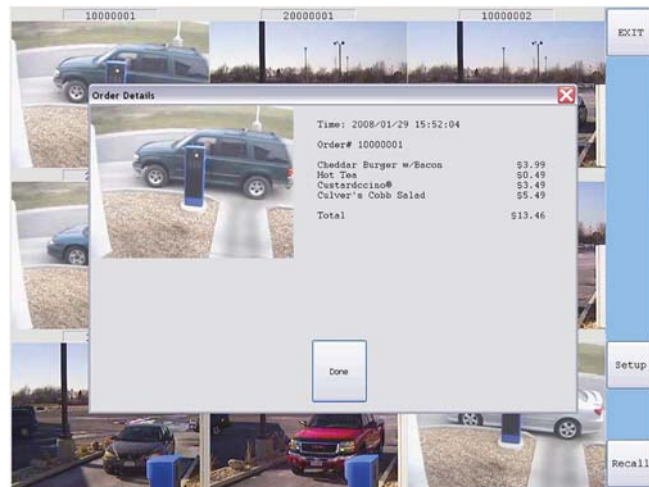 10000001 20000001 10000002
EXIT
Order Details
Time: 2008/01/29 15:52:04
Order# 10000001
Cheddar Burger w/Bacon $3.99
Hot Tea $0.49
Custardccino® $3.49
Culver's Cobb Salad $5.49
Total $13.46
Done
Setup
Recall